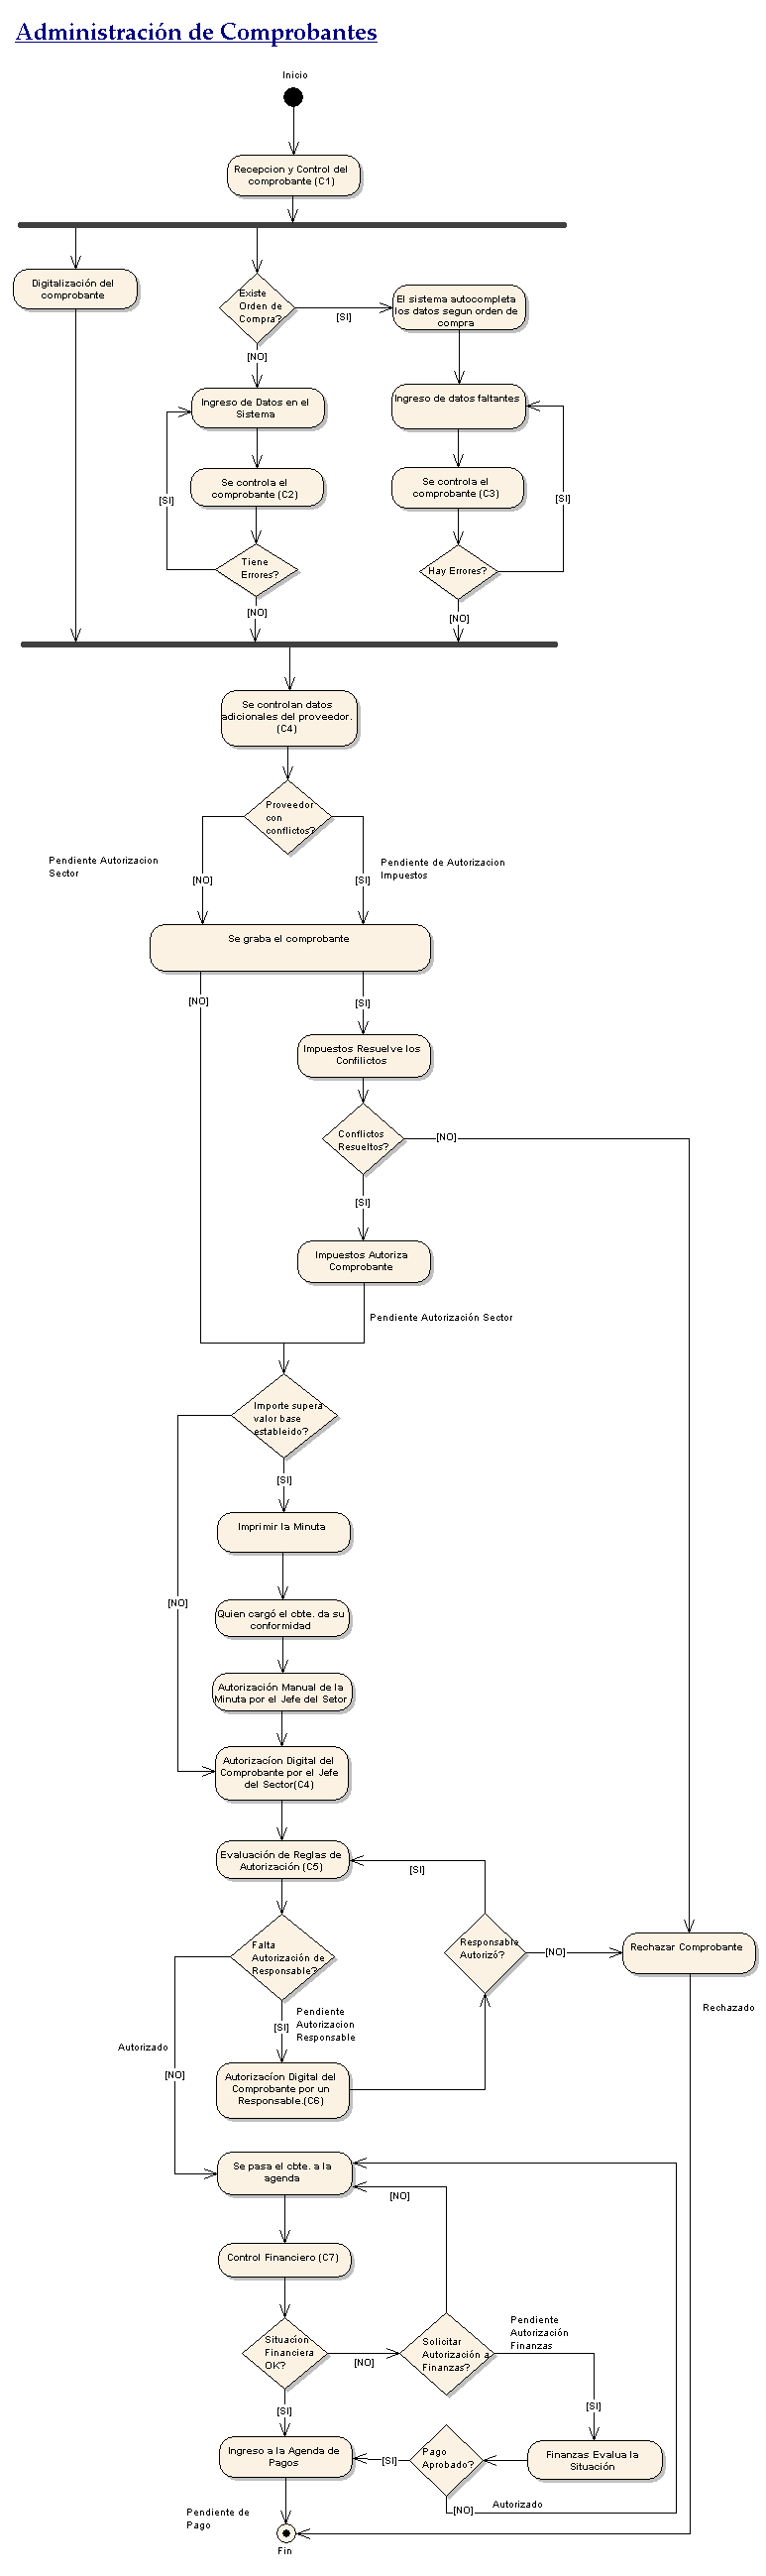 Administración de Comprobantes
Inicio
Recepcion y Control del
comprobante (C1)
Digitalización del
comprobante
Existe
Orden de
Compra?
[SI]
El sistema autocompleta
los datos segun orden de
compra
[NO]
Ingreso de Datos en el
Sistema
Ingreso de datos faltantes
Se controla el
comprobante (C2)
Se controla el
comprobante (C3)
[SI]
[SI]
Tiene
Errores?
Hay Errores?
[NO]
[NO]
Se controlan datos
adicionales del proveedor.
(C4)
Proveedor
con
conflictos?
Pendiente Autorizacion
Sector
Pendiente de Autorizacion
Impuestos
[NO]
[SI]
Se graba el comprobante
[NO]
[SI]
Impuestos Resuelve los
Confilictos
Conflictos
Resueltos?
[NO]
[SI]
Impuestos Autoriza
Comprobante
Pendiente Autorización Sector
Importe supera
valor base
estableido?
[SI]
Imprimir la Minuta
[NO]
Quien cargó el cbte. da su
conformidad
Autorización Manual de la
Minuta por el Jefe del Setor
Autorizacíon Digital del
Comprobante por el Jefe
del Sector(C4)
Evaluación de Reglas de
Autorización (C5)
[SI]
Falta
Autorización de
Responsable?
Responsable
Autorizó?
[NO]
Rechazar Comprobante
Rechazado
Pendiente
Autorizacion
Responsable
[SI]
Autorizado
[NO]
Autorizacíon Digital del
Comprobante por un
Responsable.(C6)
Se pasa el cbte. a la
agenda
[NO]
Control Financiero (C7)
Situacíon
Financiera
OK?
[NO]
Solicitar
Autorización a
Finanzas?
Pendiente
Autorización
Finanzas
[SI]
[SI]
Ingreso a la Agenda de
Pagos
[SI]
Pago
Aprobado?
Finanzas Evalua la
Situación
[NO]
Autorizado
Pendiente de
Pago
Fin